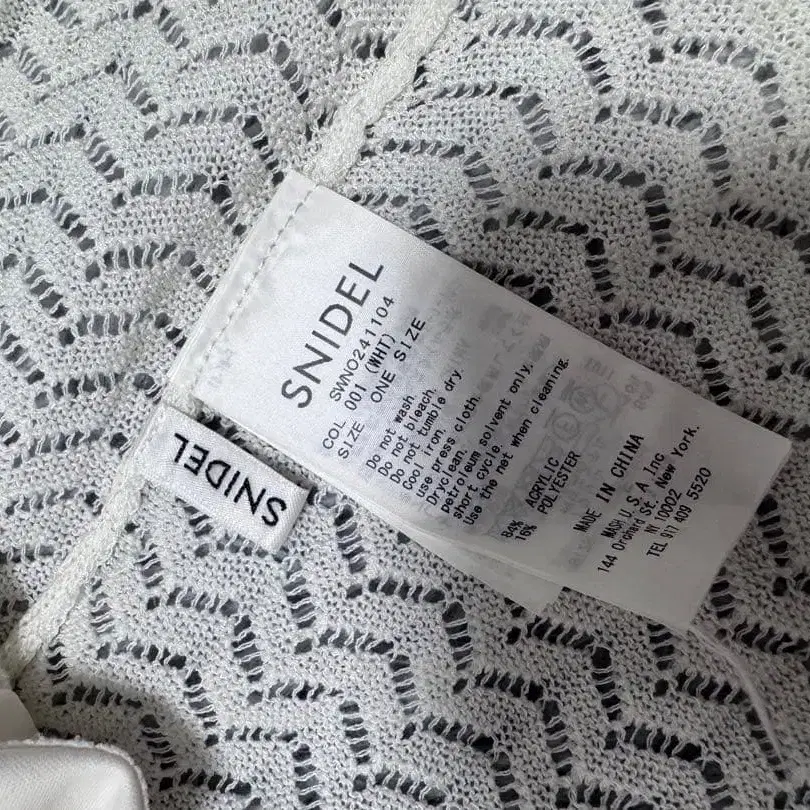 SNIDEL
SWNO241104
COL 001 (WHT)
SIZE ONE SIZE
Do not wash.
Do not bleach.
Do not tumble dry.
Cool iron.
use press cloth.
Dryclean.
petroleum solvent only.
short cycle.
Use the net when cleaning.
84% ACRYLIC
16% POLYESTER
MADE IN CHINA
MASH U.S.A. Inc
144 Orchard St., New York.
NY 10002
TEL 917 409 5520
SNIDEL